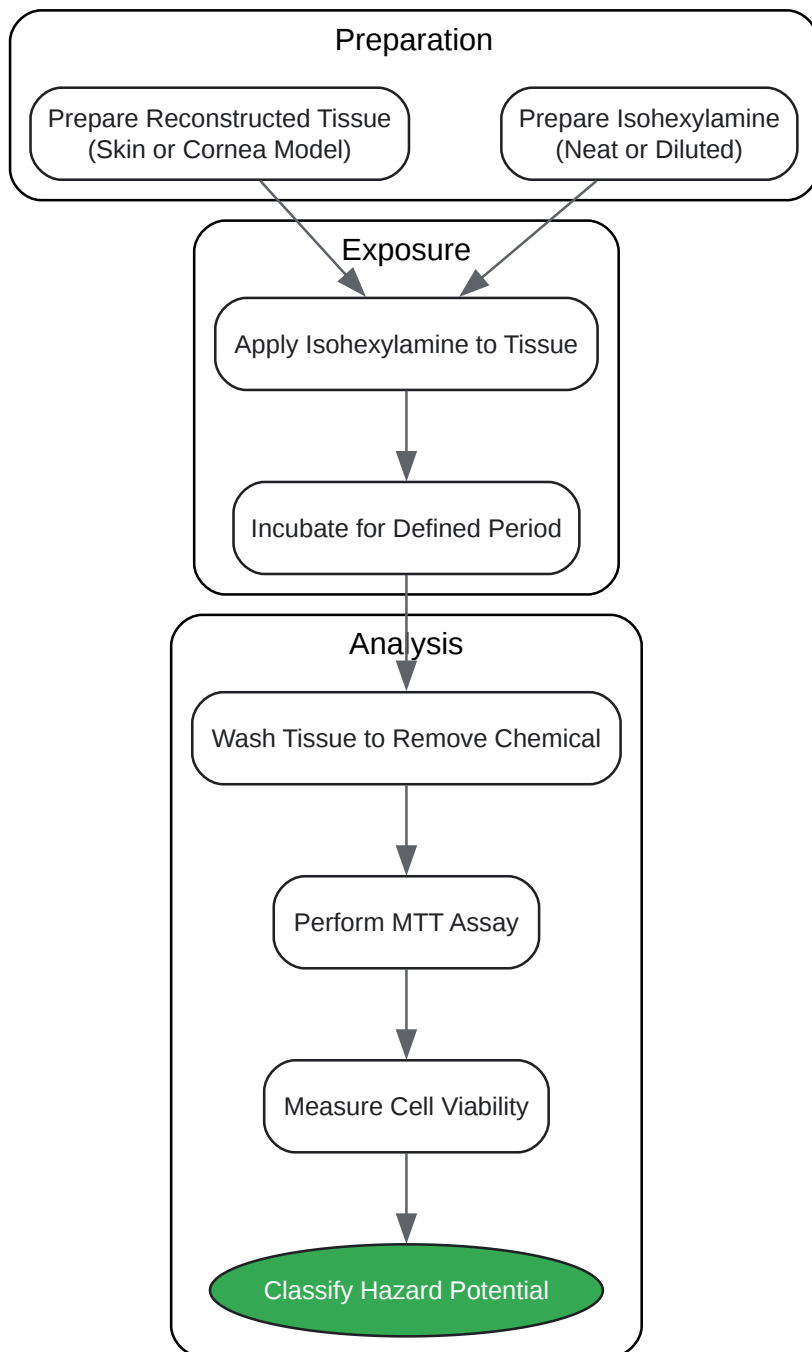 Preparation
Prepare Reconstructed Tissue
(Skin or Cornea Model)
Prepare Isohexylamine
(Neat or Diluted)
Exposure
Apply Isohexylamine to Tissue
Incubate for Defined Period
Analysis
Wash Tissue to Remove Chemical
Perform MTT Assay
Measure Cell Viability
Classify Hazard Potential